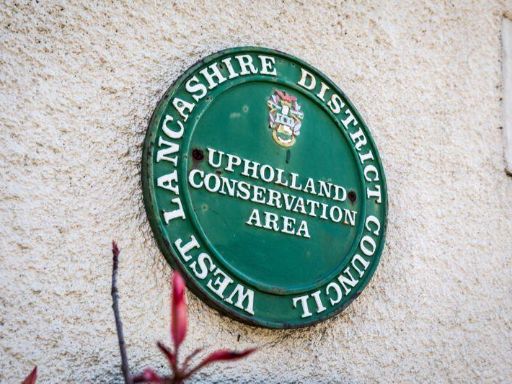 WEST LANCASHIRE DISTRICT COUNCIL
UPHOLLAND
CONSERVATION
AREA